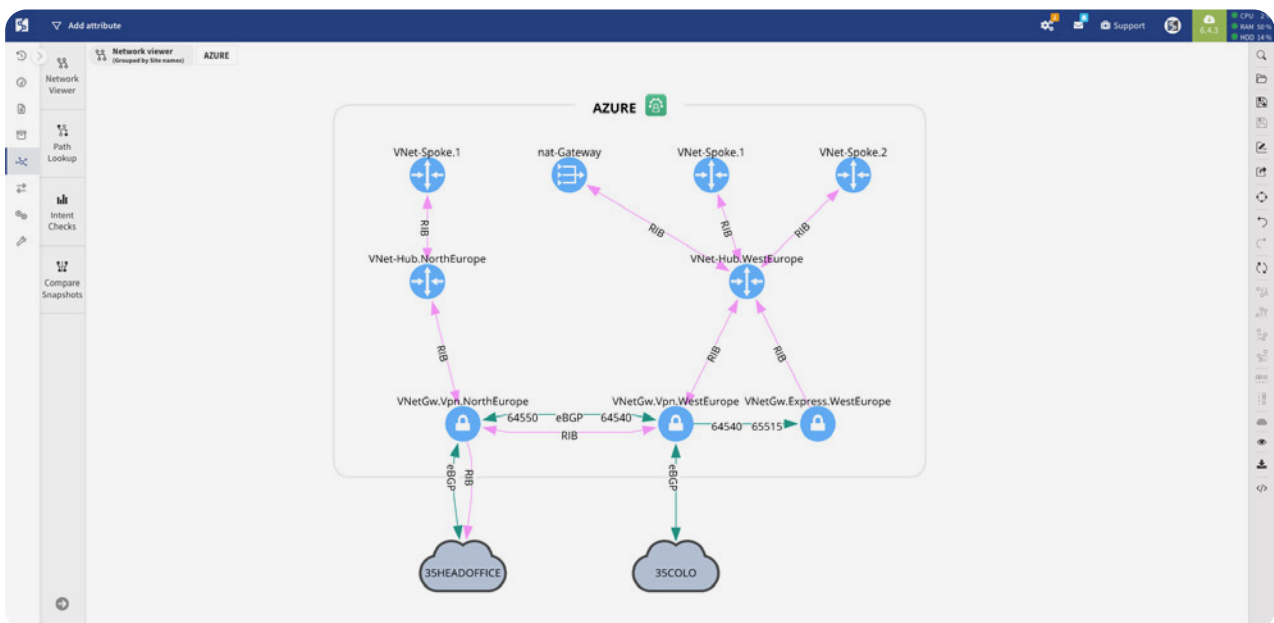 Add attribute
Support
6.4.3
CPU 2%
RAM 50%
HDD 14%
Network viewer
(Grouped by Site names)
AZURE
Network
Viewer
Path
Lookup
Intent
Checks
Compare
Snapshots
AZURE
VNet-Spoke.1
nat-Gateway
VNet-Spoke.1
VNet-Spoke.2
RIB
RIB
RIB
RIB
VNet-Hub.NorthEurope
VNet-Hub.WestEurope
RIB
RIB
RIB
VNetGw.Vpn.NorthEurope
VNetGw.Vpn.WestEurope
VNetGw.Express.WestEurope
64550 eBGP 64540
64540 65515
RIB
eBGP
RIB
eBGP
35HEADOFFICE
35COLO